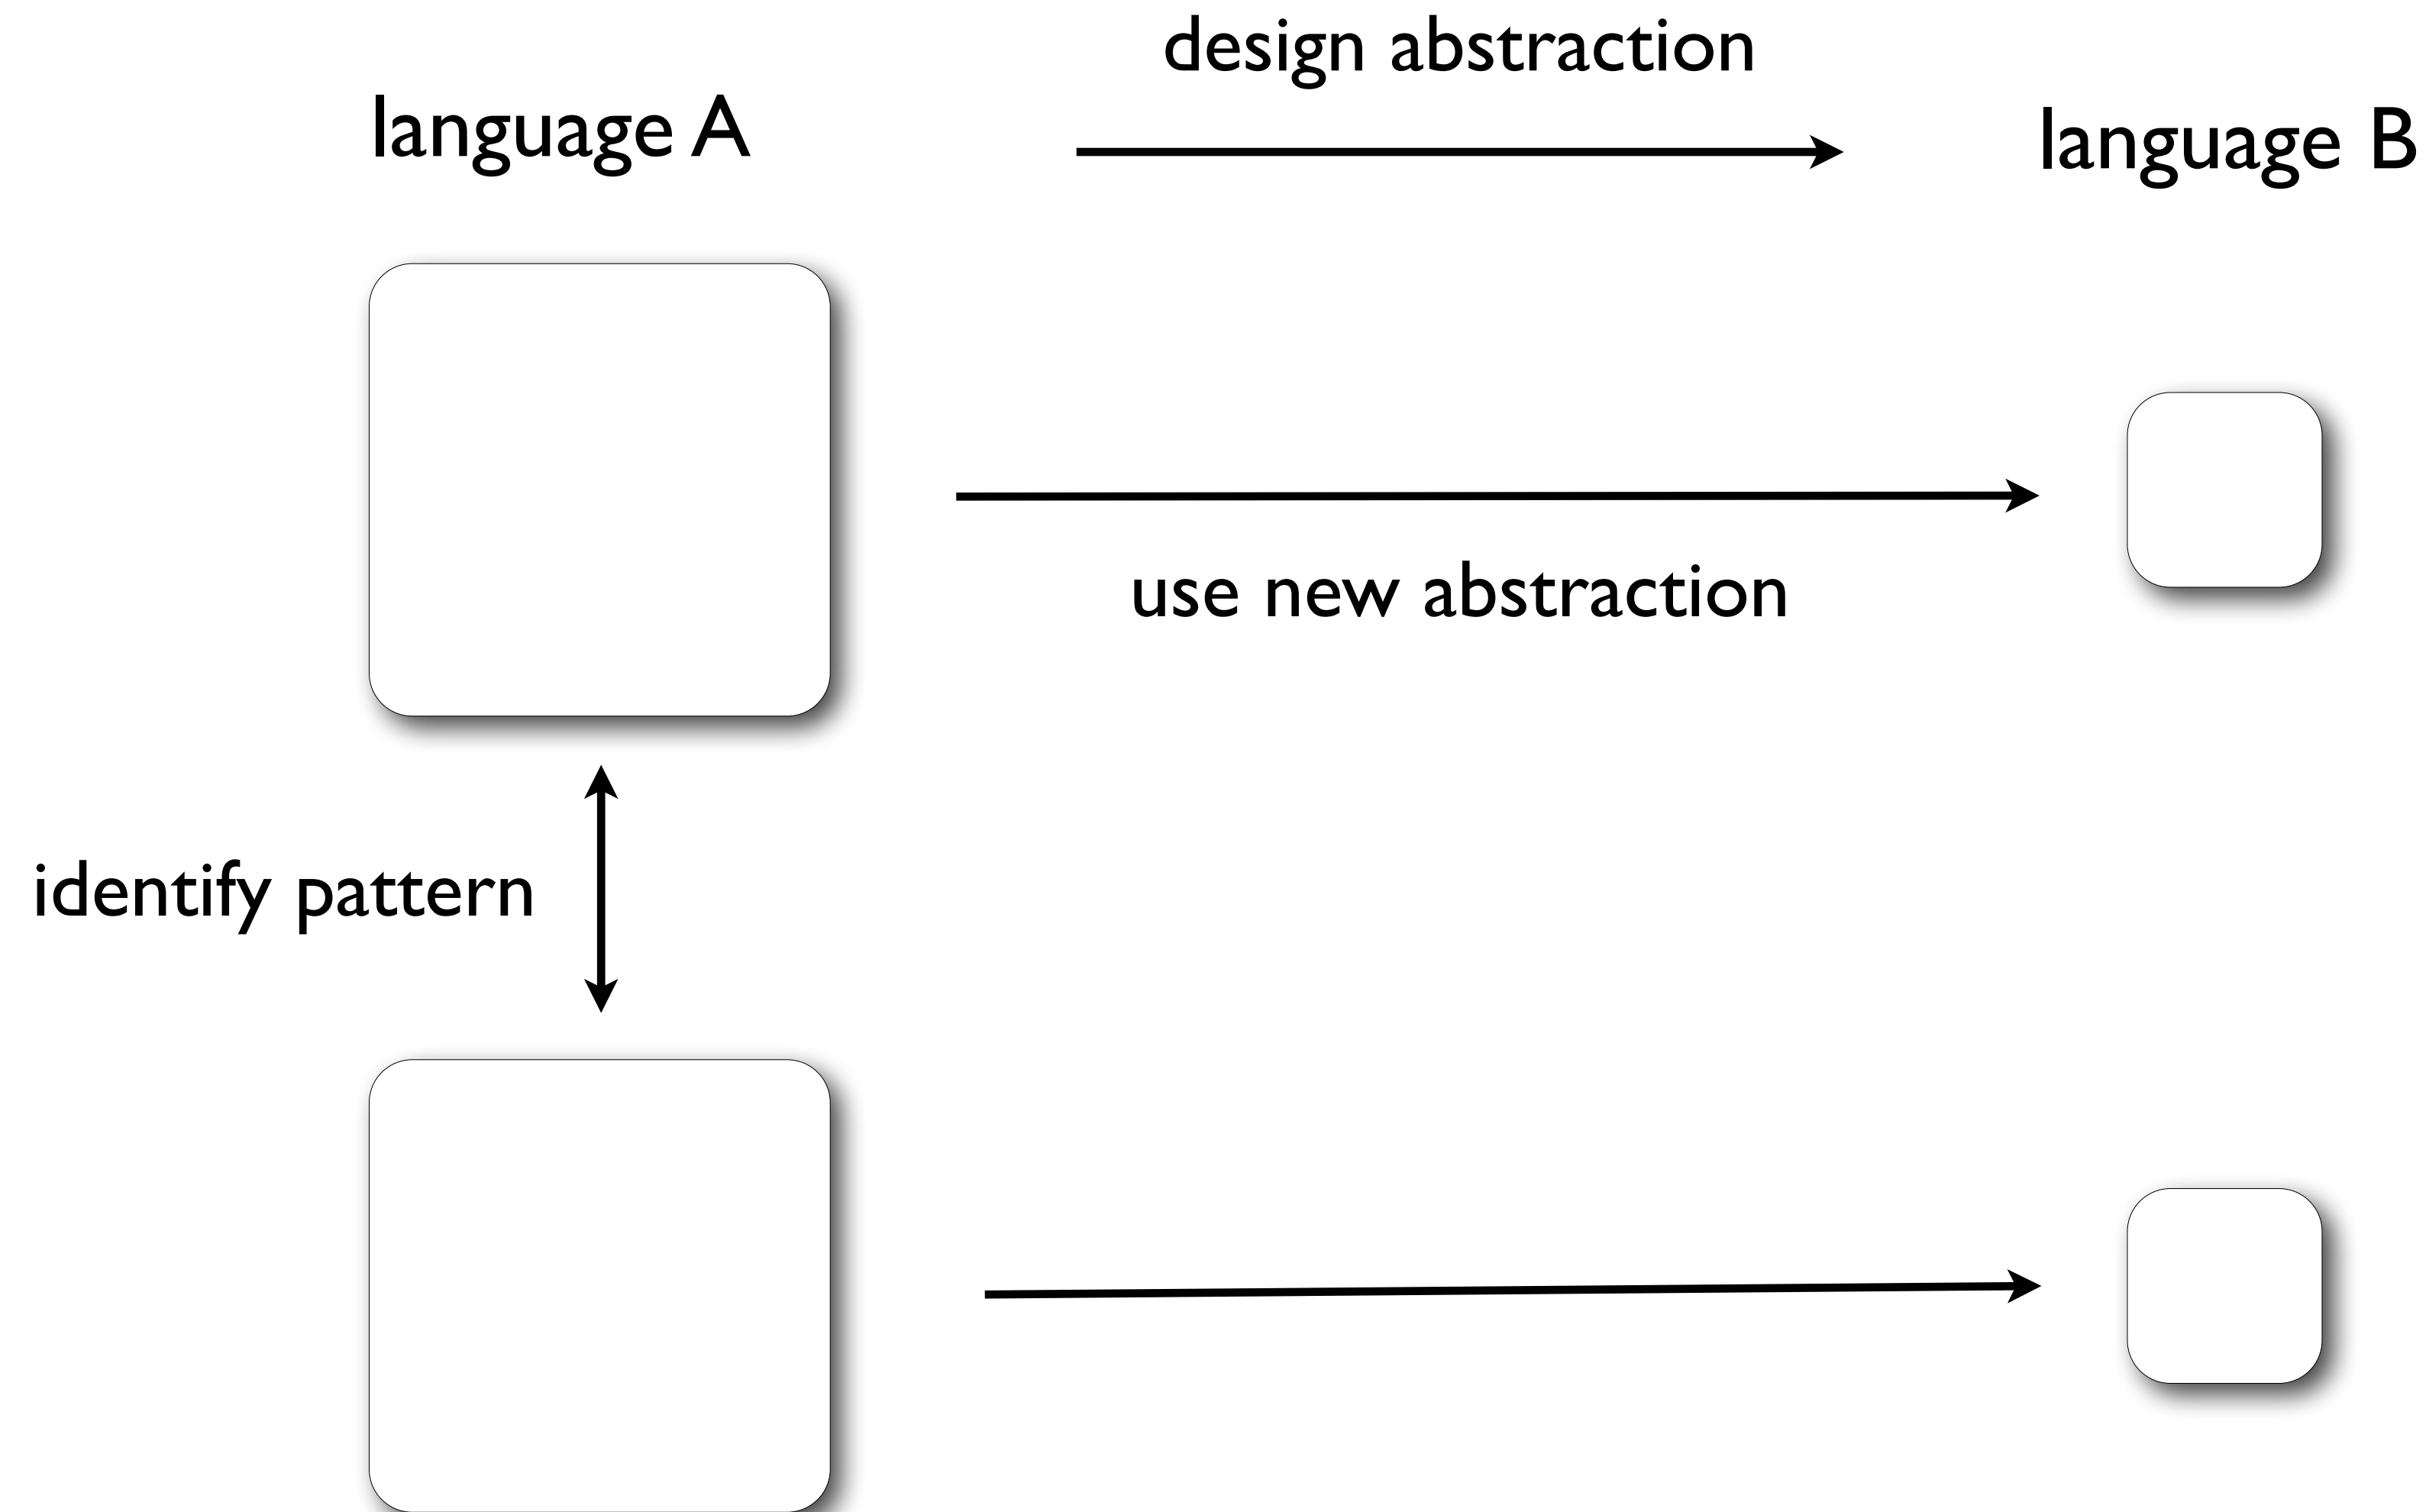 design abstraction
language A
language B
use new abstraction
identify pattern